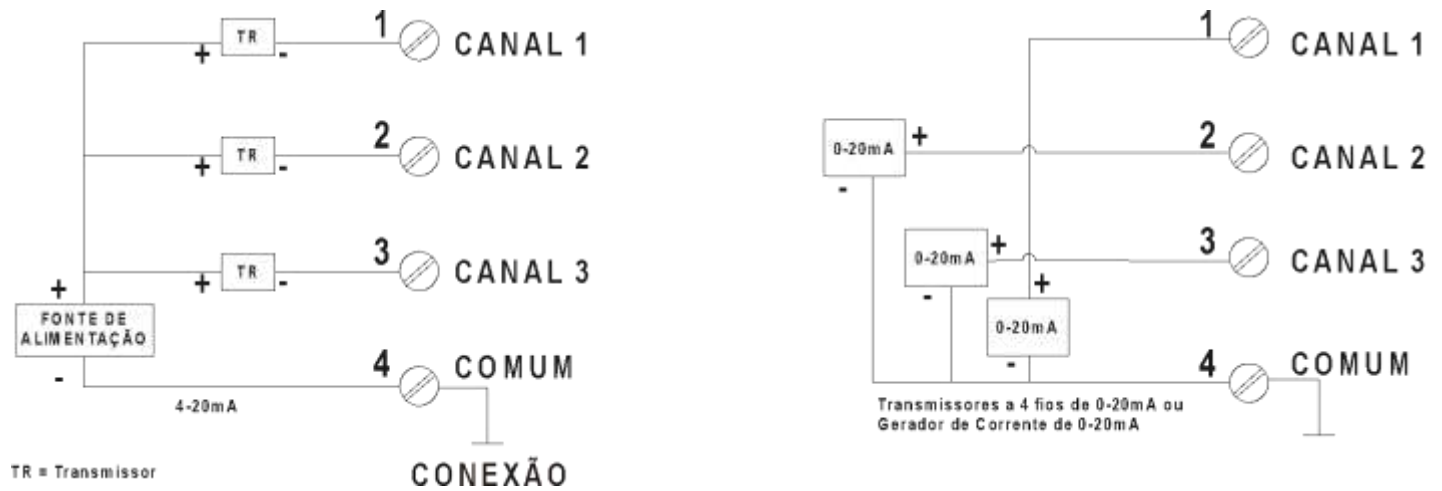 + TR - 1 CANAL 1
+ TR - 2 CANAL 2
+ TR - 3 CANAL 3
+
FONTE DE
ALIMENTAÇÃO
-
4 COMUM
4-20mA
TR = Transmissor
CONEXÃO
1 CANAL 1
0-20mA + 2 CANAL 2
-
0-20mA + 3 CANAL 3
-
+
0-20mA
-
4 COMUM
Transmissores a 4 fios de 0-20mA ou
Gerador de Corrente de 0-20mA